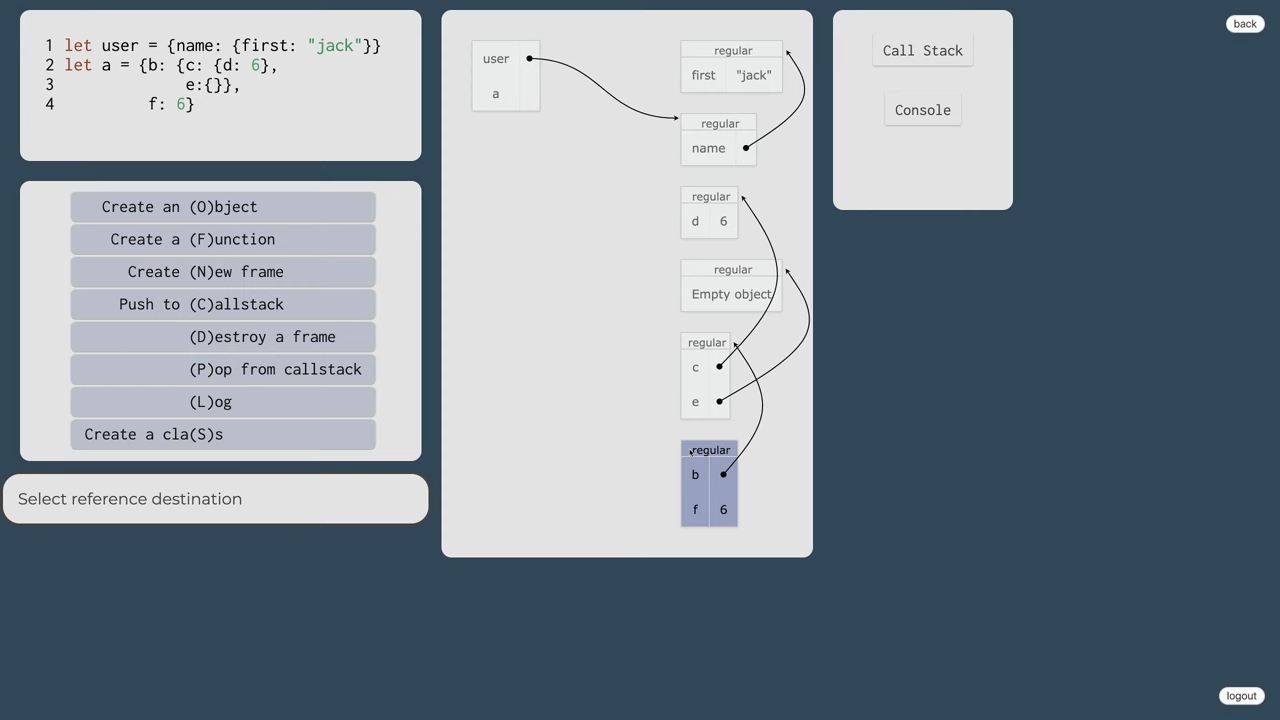 1 let user = {name: {first: "jack"}}
2 let a = {b: {c: {d: 6},
3 e:{}},
4 f: 6}
Create an (O)bject
Create a (F)unction
Create (N)ew frame
Push to (C)allstack
(D)estroy a frame
(P)op from callstack
(L)og
Create a cla(S)s
Select reference destination
user
a
regular
first "jack"
regular
name
regular
d 6
regular
Empty object
regular
c
e
regular
b
f 6
Call Stack
Console
back
logout